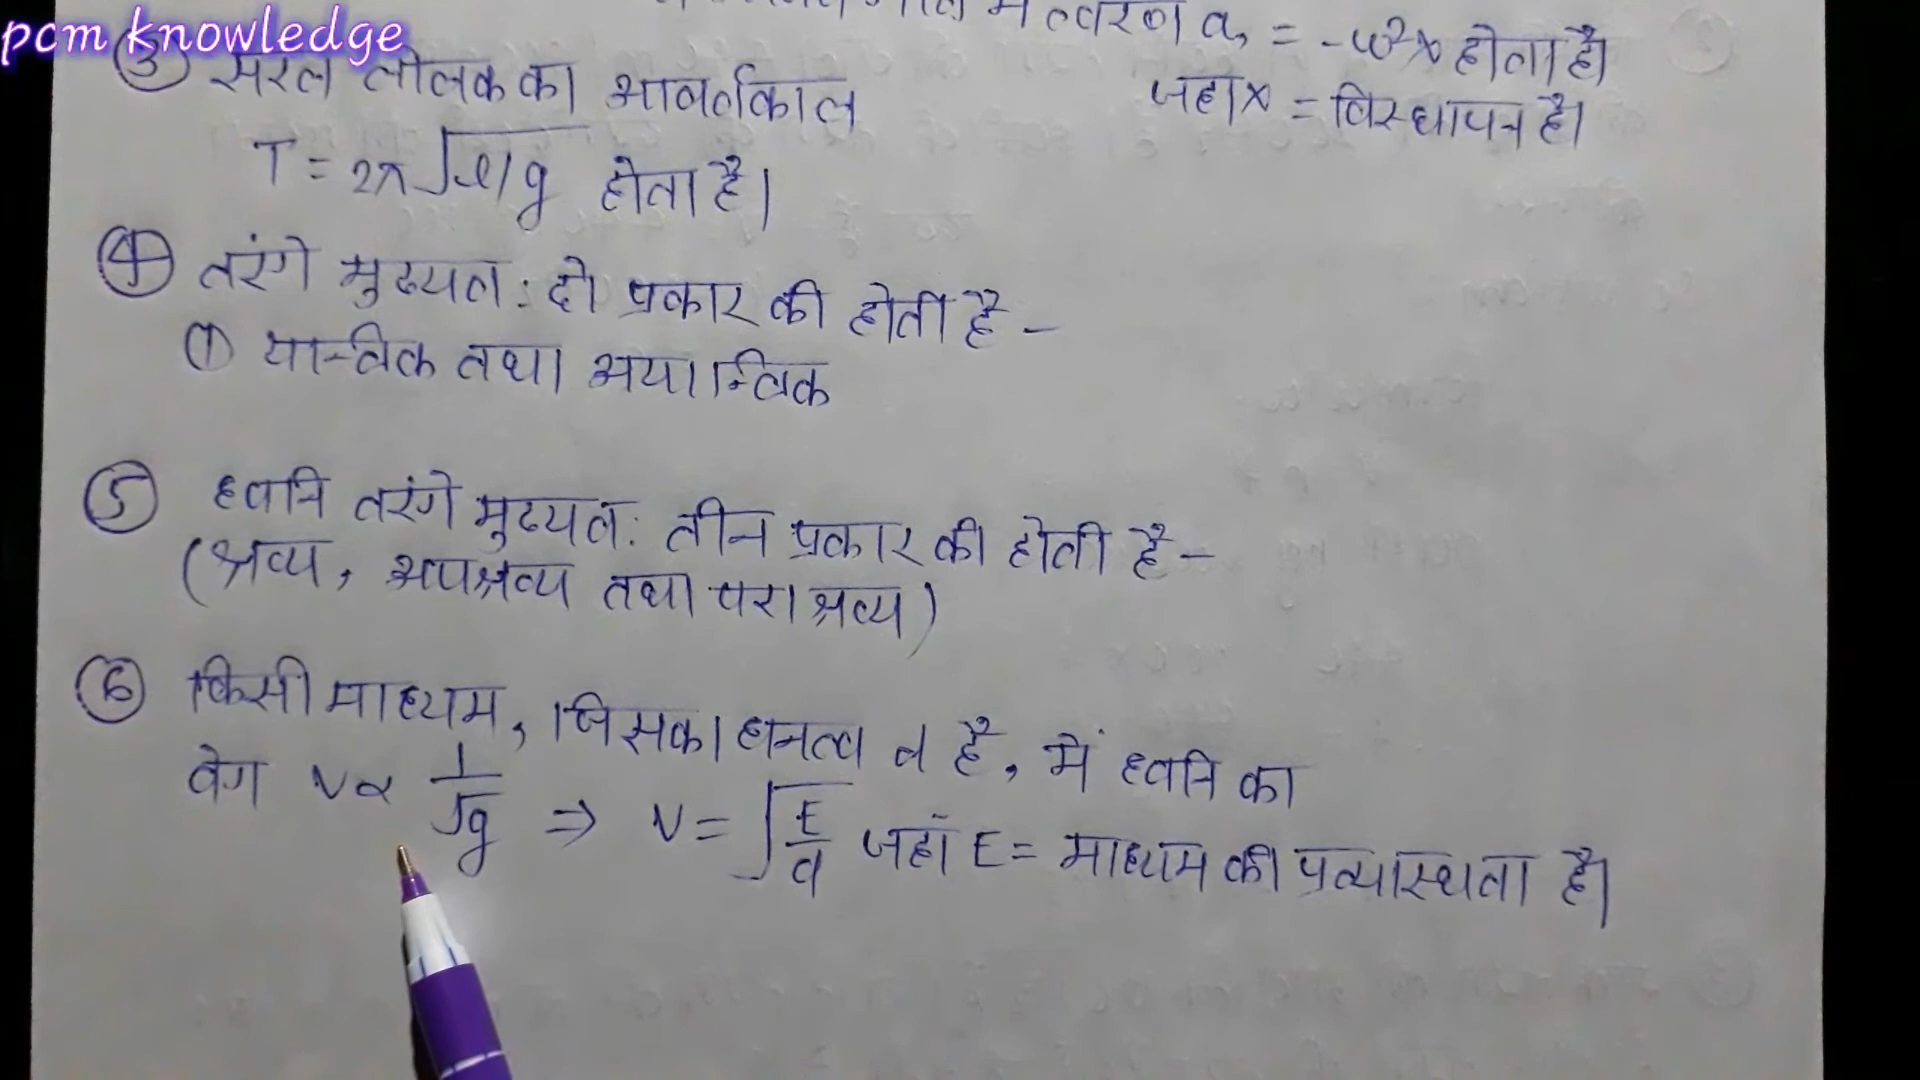 pcm knowledge
में त्वरण a, = -ω²x होता है।
③ सरल लोलक का आवर्तकाल
जहा x = विस्थापन है।
T = 2π √l/g होता है।
④ तरंगे मुख्यत: दो प्रकार की होती है -
① यान्त्रिक तथा अयान्त्रिक
⑤ ध्वनि तरंगे मुख्यत: तीन प्रकार की होती है -
(श्रव्य, अपश्रव्य तथा पराश्रव्य)
⑥ किसी माध्यम, जिसका घनत्व d है, में ध्वनि का
वेग v ∝ 1/√g ⇒ v = √E/d जहाँ E = माध्यम की प्रत्यास्थता है।